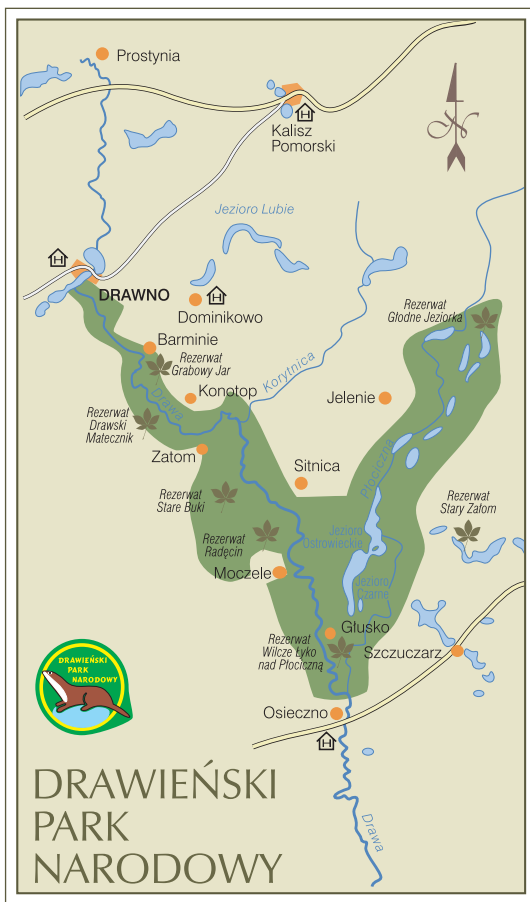 Prostynia
Kalisz
Pomorski
N
Jezioro Lubie
H
H
DRAWNO
H
Dominikowo
Rezerwat
Głodne Jeziorka
Barminie
Rezerwat
Grabowy Jar
Korytnica
Konotop
Jelenie
Drawa
Rezerwat
Drawski
Matecznik
Zatom
Sitnica
Płociczna
Rezerwat
Stare Buki
Rezerwat
Stary Załom
Rezerwat
Radęcin
Jezioro
Ostrowieckie
Moczele
Jezioro
Czarne
Głusko
Rezerwat
Wilcze Łyko
nad Płociczną
Szczuczarz
DRAWIEŃSKI
PARK
NARODOWY
Osieczno
H
Drawa
DRAWIEŃSKI
PARK
NARODOWY